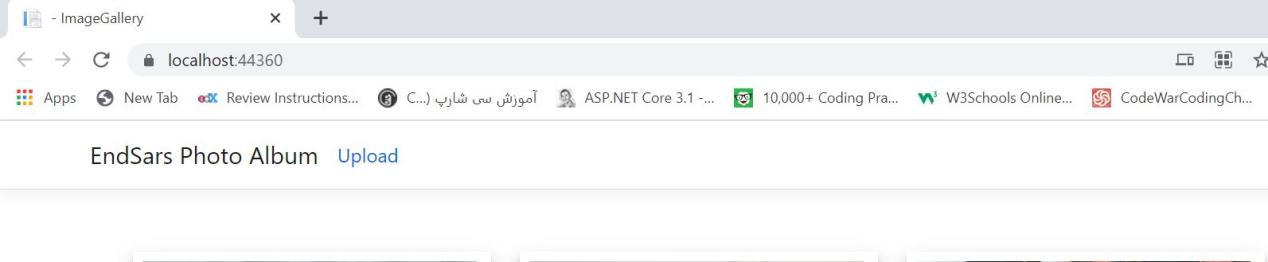 - ImageGallery
localhost:44360
Apps New Tab edX Review Instructions... آموزش سی شارپ (...C ASP.NET Core 3.1 -... 10,000+ Coding Pra... W3Schools Online... CodeWarCodingCh...
EndSars Photo Album Upload